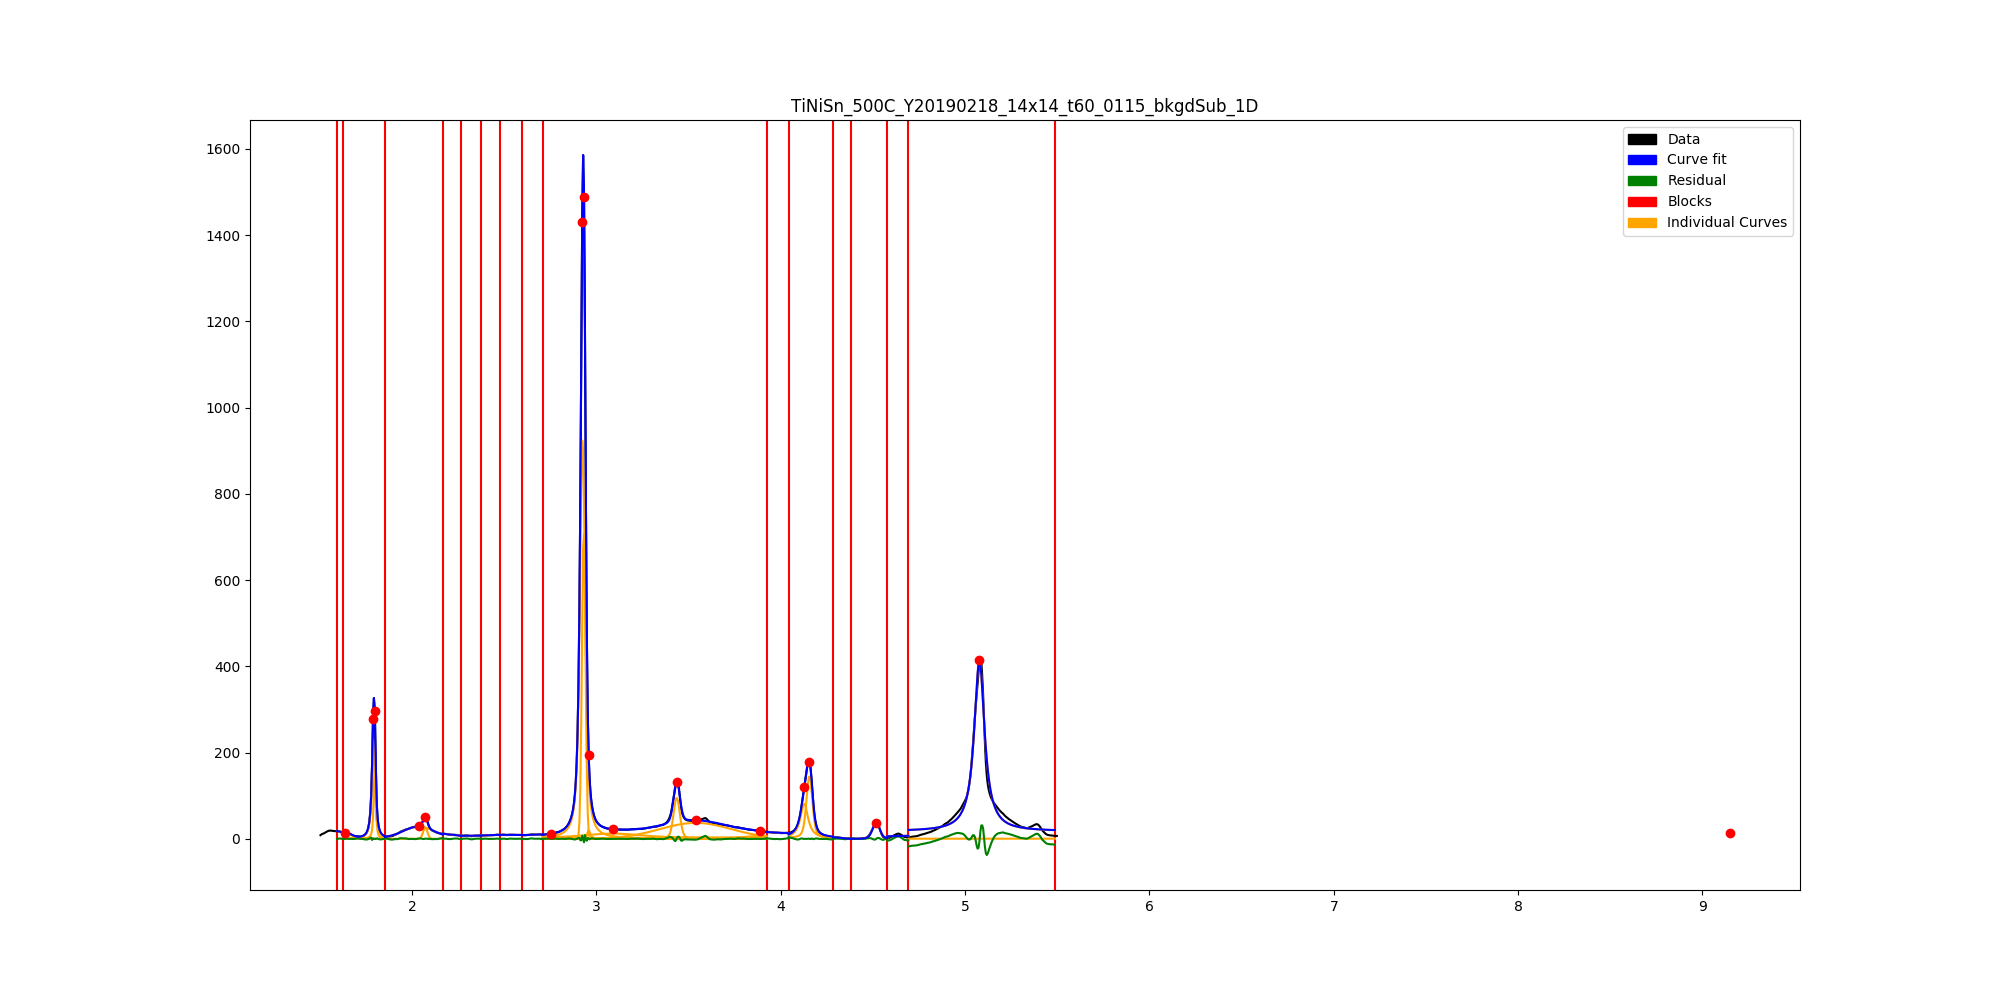 TiNiSn_500C_Y20190218_14x14_t60_0115_bkgdSub_1D
1600
1400
1200
1000
800
600
400
200
0
Data
Curve fit
Residual
Blocks
Individual Curves
2 3 4 5 6 7 8 9